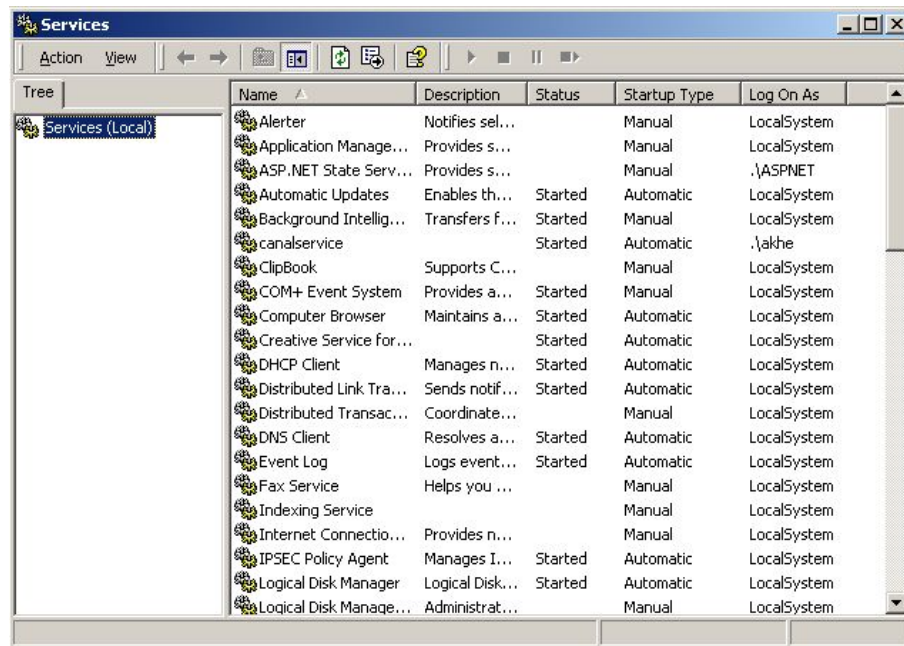 Services
Action View
Tree
Name Description Status Startup Type Log On As
Services (Local)
Alerter Notifies sel... Manual LocalSystem
Application Manage... Provides s... Manual LocalSystem
ASP.NET State Serv... Provides s... Manual .\ASPNET
Automatic Updates Enables th... Started Automatic LocalSystem
Background Intellig... Transfers f... Started Manual LocalSystem
canalservice Started Automatic .\akhe
ClipBook Supports C... Manual LocalSystem
COM+ Event System Provides a... Started Manual LocalSystem
Computer Browser Maintains a... Started Automatic LocalSystem
Creative Service for... Started Automatic LocalSystem
DHCP Client Manages n... Started Automatic LocalSystem
Distributed Link Tra... Sends notif... Started Automatic LocalSystem
Distributed Transac... Coordinate... Manual LocalSystem
DNS Client Resolves a... Started Automatic LocalSystem
Event Log Logs event... Started Automatic LocalSystem
Fax Service Helps you ... Manual LocalSystem
Indexing Service Manual LocalSystem
Internet Connectio... Provides n... Manual LocalSystem
IPSEC Policy Agent Manages I... Started Automatic LocalSystem
Logical Disk Manager Logical Disk... Started Automatic LocalSystem
Logical Disk Manage... Administrat... Manual LocalSystem